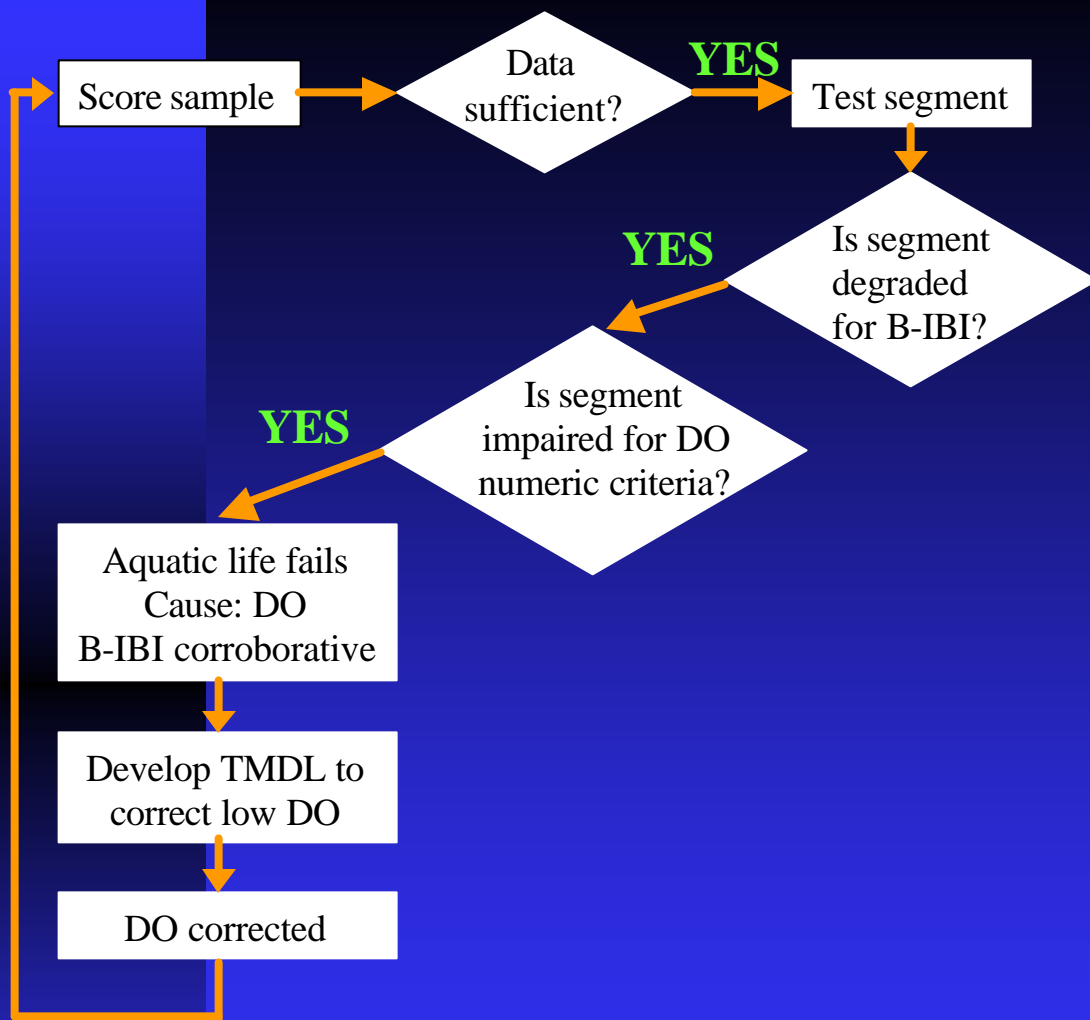 Score sample
Data
sufficient?
YES
Test segment
Is segment
degraded
for B-IBI?
YES
Is segment
impaired for DO
numeric criteria?
YES
Aquatic life fails
Cause: DO
B-IBI corroborative
Develop TMDL to
correct low DO
DO corrected